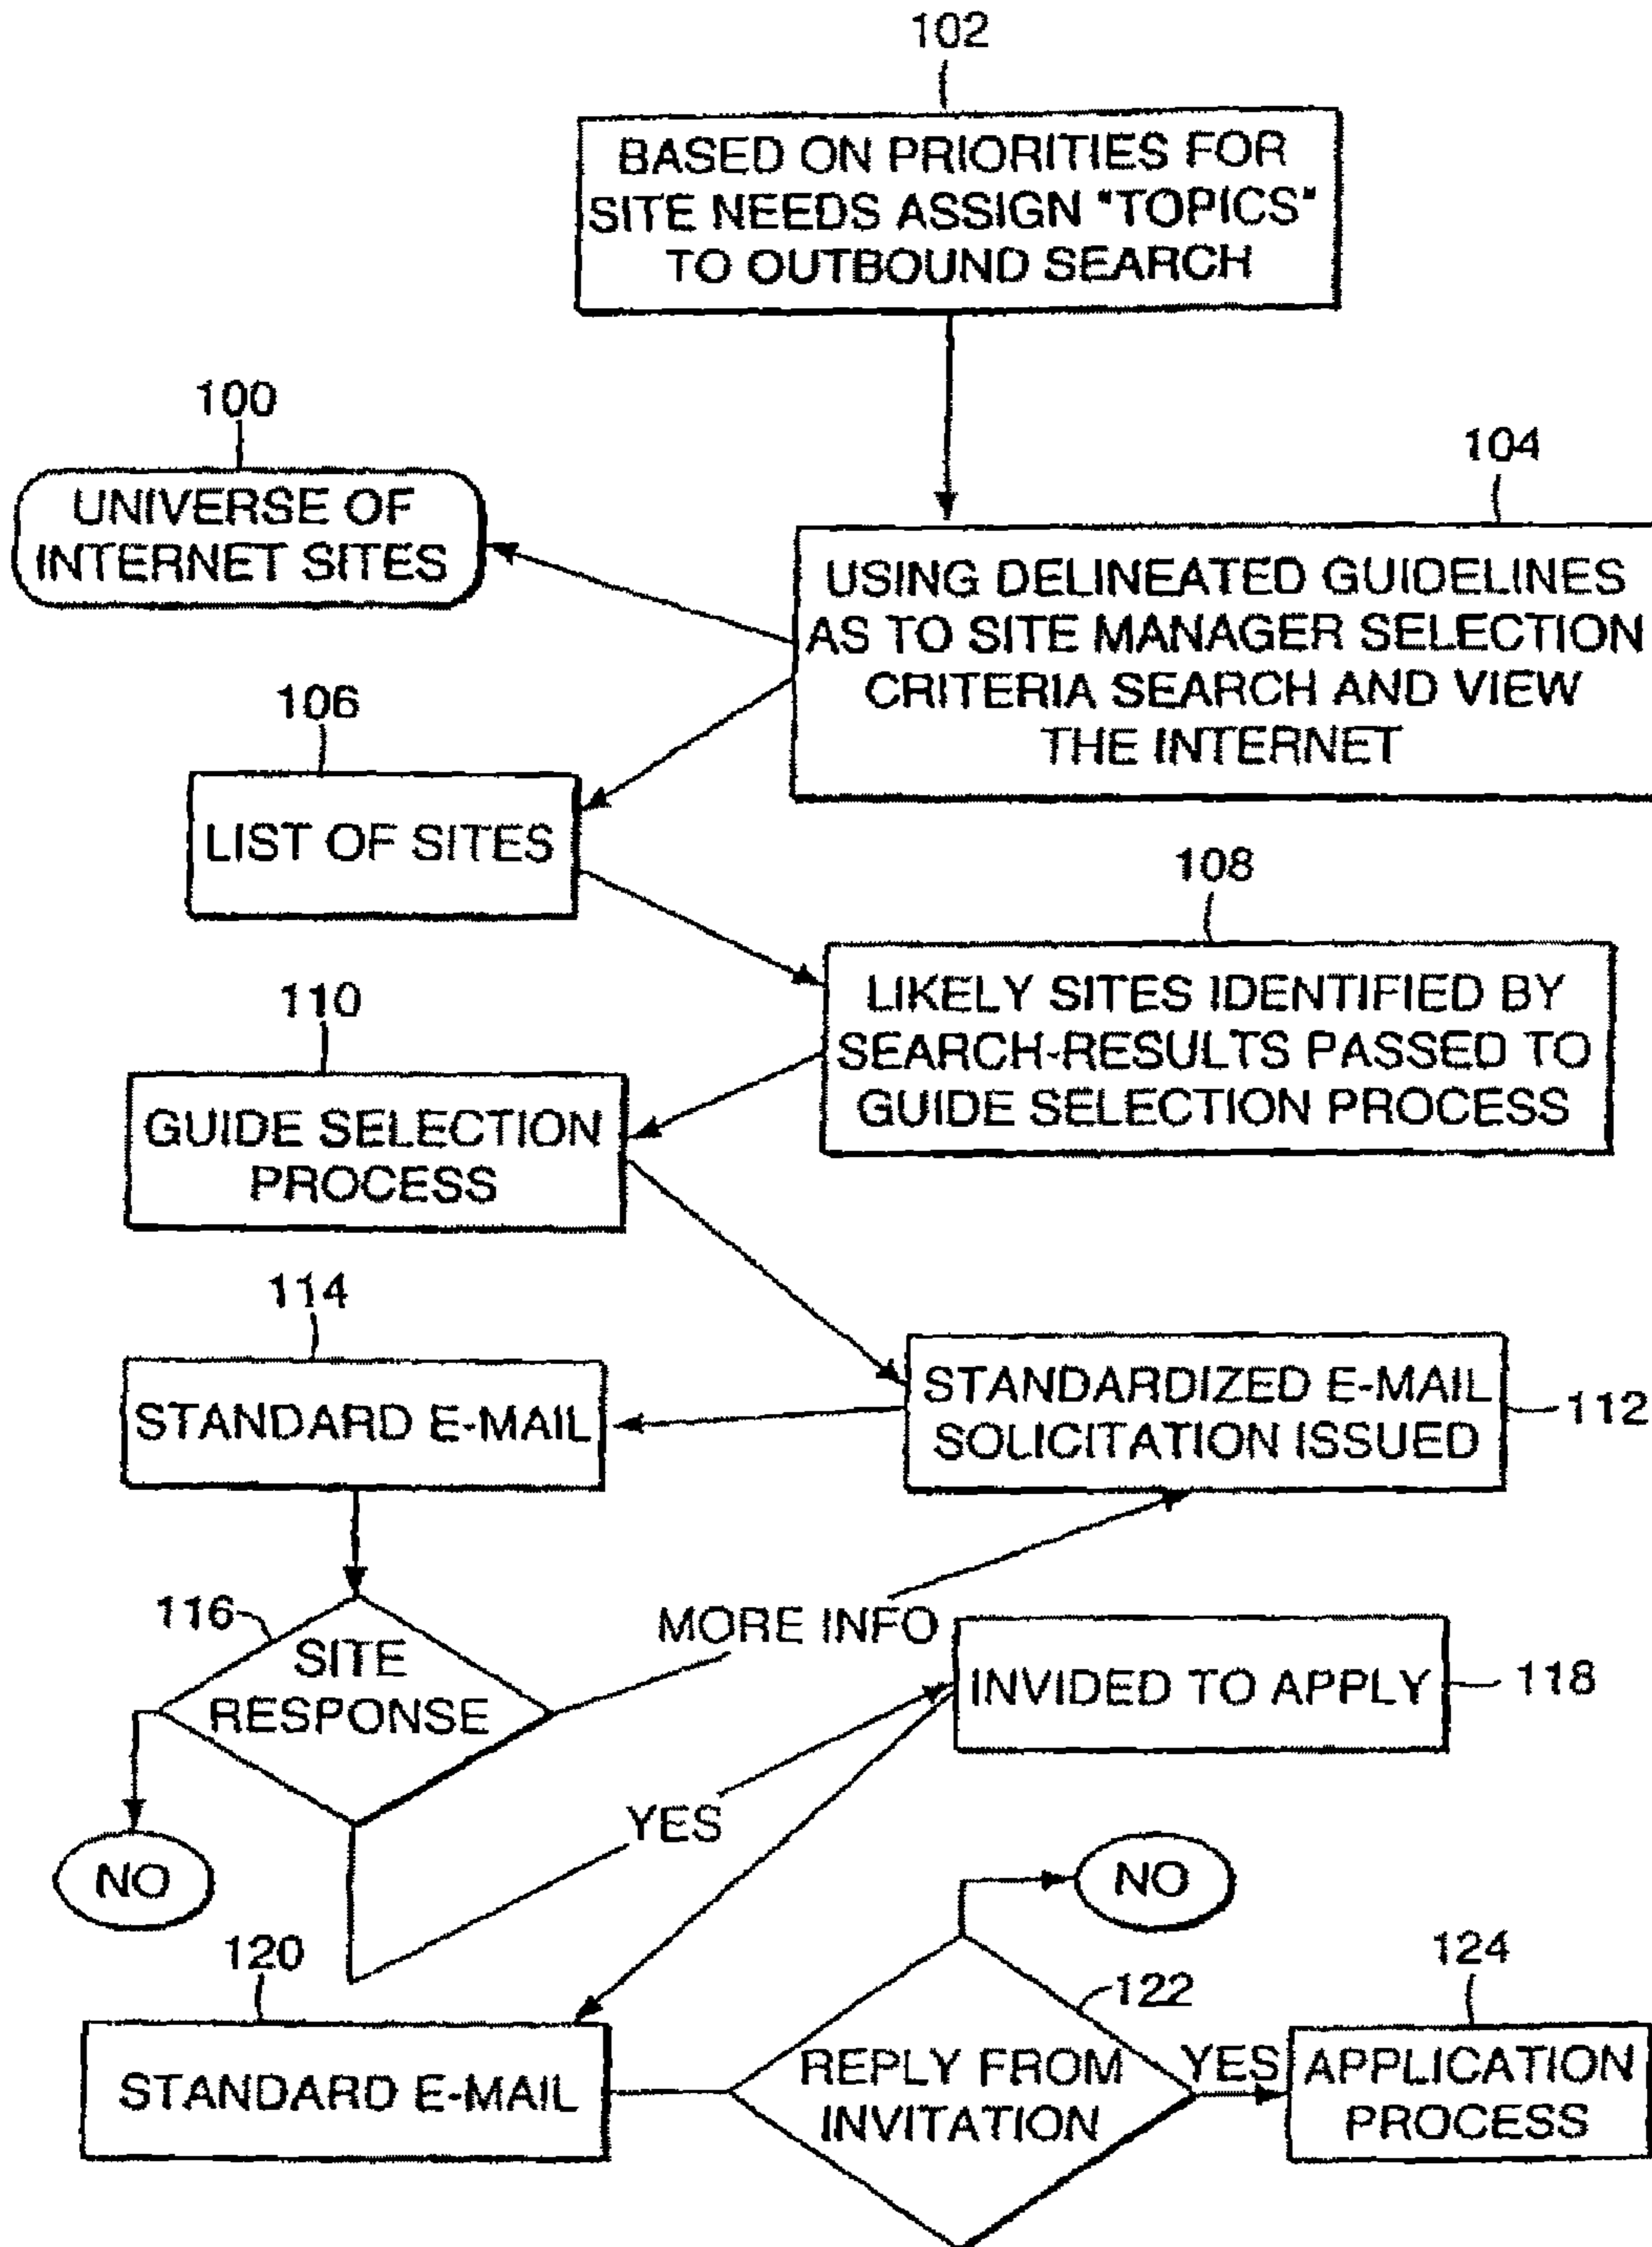 102
BASED ON PRIORITIES FOR
SITE NEEDS ASSIGN "TOPICS"
TO OUTBOUND SEARCH
100
UNIVERSE OF
INTERNET SITES
104
USING DELINEATED GUIDELINES
AS TO SITE MANAGER SELECTION
CRITERIA SEARCH AND VIEW
THE INTERNET
106
LIST OF SITES
108
LIKELY SITES IDENTIFIED BY
SEARCH-RESULTS PASSED TO
GUIDE SELECTION PROCESS
110
GUIDE SELECTION
PROCESS
114
STANDARD E-MAIL
STANDARDIZED E-MAIL
SOLICITATION ISSUED
112
116
SITE
RESPONSE
MORE INFO
INVIDED TO APPLY
118
YES
NO
NO
120
STANDARD E-MAIL
122
REPLY FROM
INVITATION
YES
124
APPLICATION
PROCESS